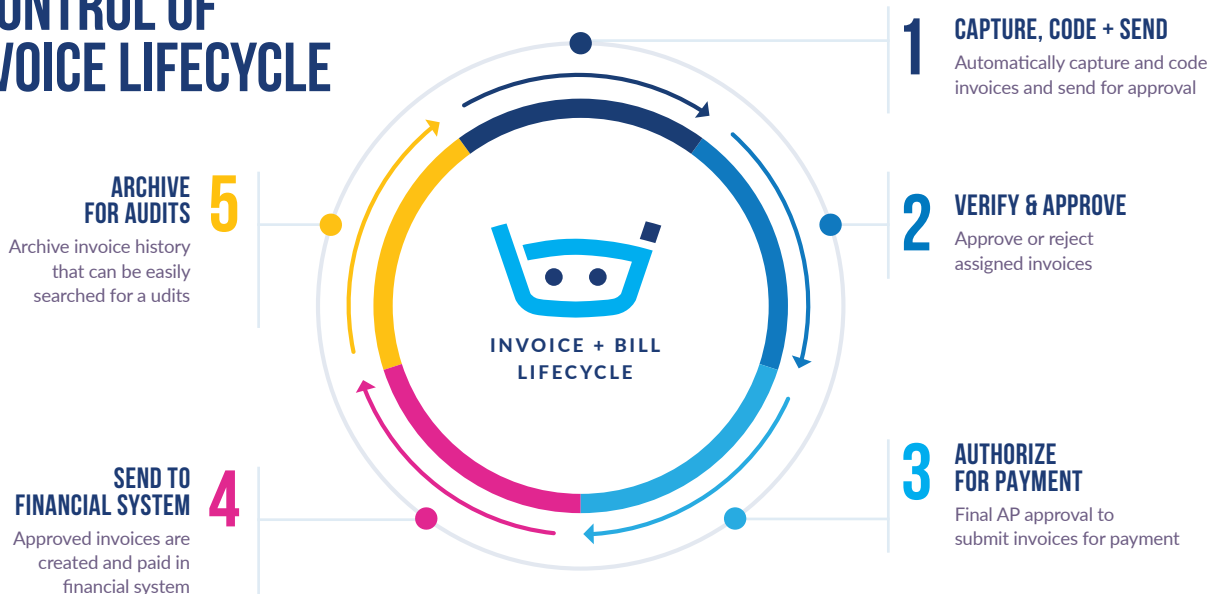 ONTROL OF
VOICE LIFECYCLE
1
CAPTURE, CODE + SEND
Automatically capture and code
invoices and send for approval
2
VERIFY & APPROVE
Approve or reject
assigned invoices
3
AUTHORIZE
FOR PAYMENT
Final AP approval to
submit invoices for payment
4
SEND TO
FINANCIAL SYSTEM
Approved invoices are
created and paid in
financial system
5
ARCHIVE
FOR AUDITS
Archive invoice history
that can be easily
searched for a udits
INVOICE + BILL
LIFECYCLE